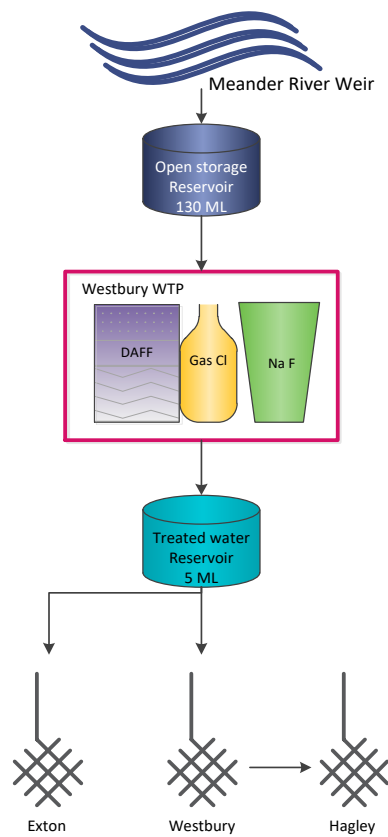 Meander River Weir
Open storage
Reservoir
130 ML
Westbury WTP
DAFF
Gas Cl
Na F
Treated water
Reservoir
5 ML
Exton
Westbury
Hagley